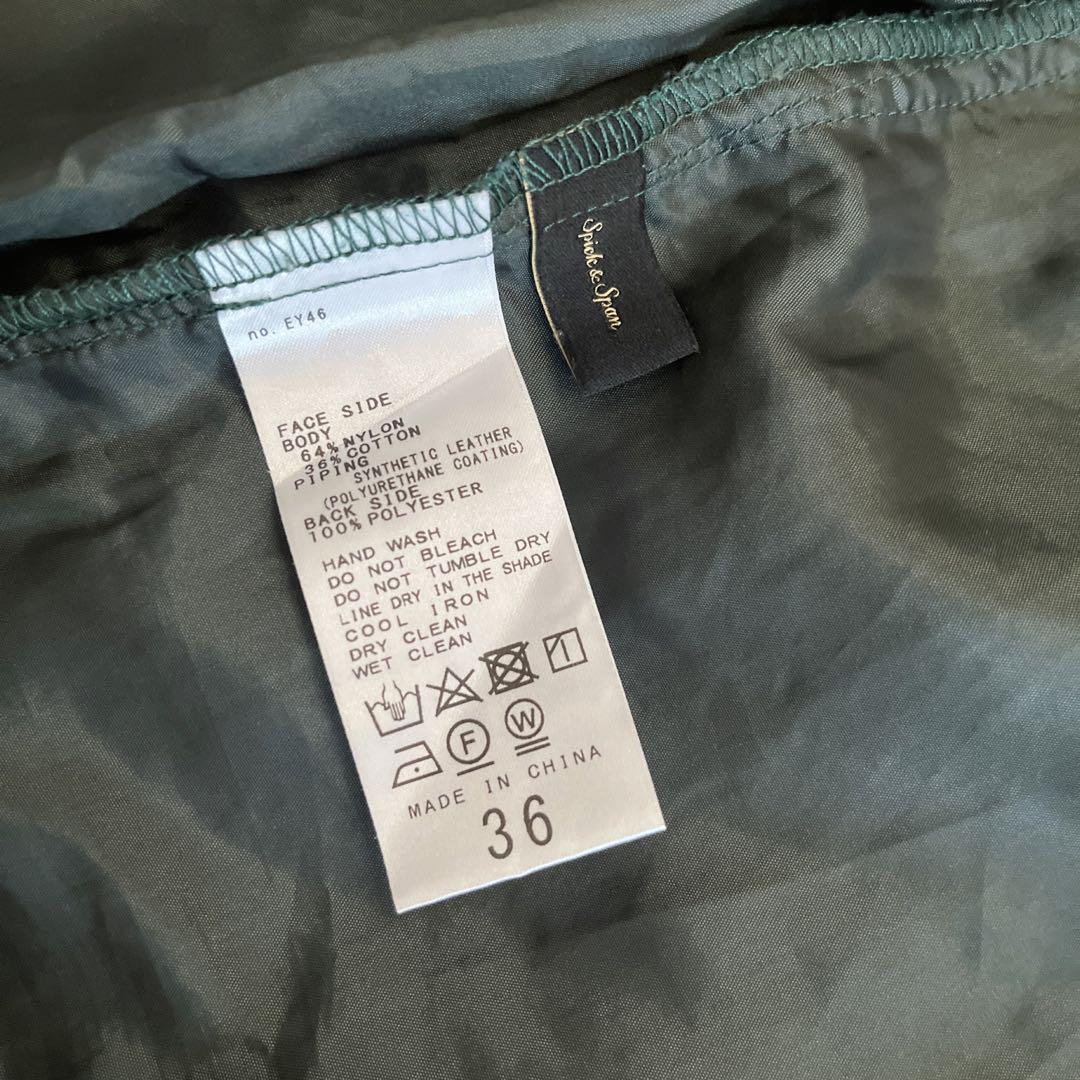 Spick & Span
no. EY46
FACE SIDE
BODY
64% NYLON
36% COTTON
PIPING
SYNTHETIC LEATHER
(POLYURETHANE COATING)
BACK SIDE
100% POLYESTER
HAND WASH
DO NOT BLEACH
DO NOT TUMBLE DRY
LINE DRY IN THE SHADE
COOL IRON
DRY CLEAN
WET CLEAN
F W
MADE IN CHINA
36